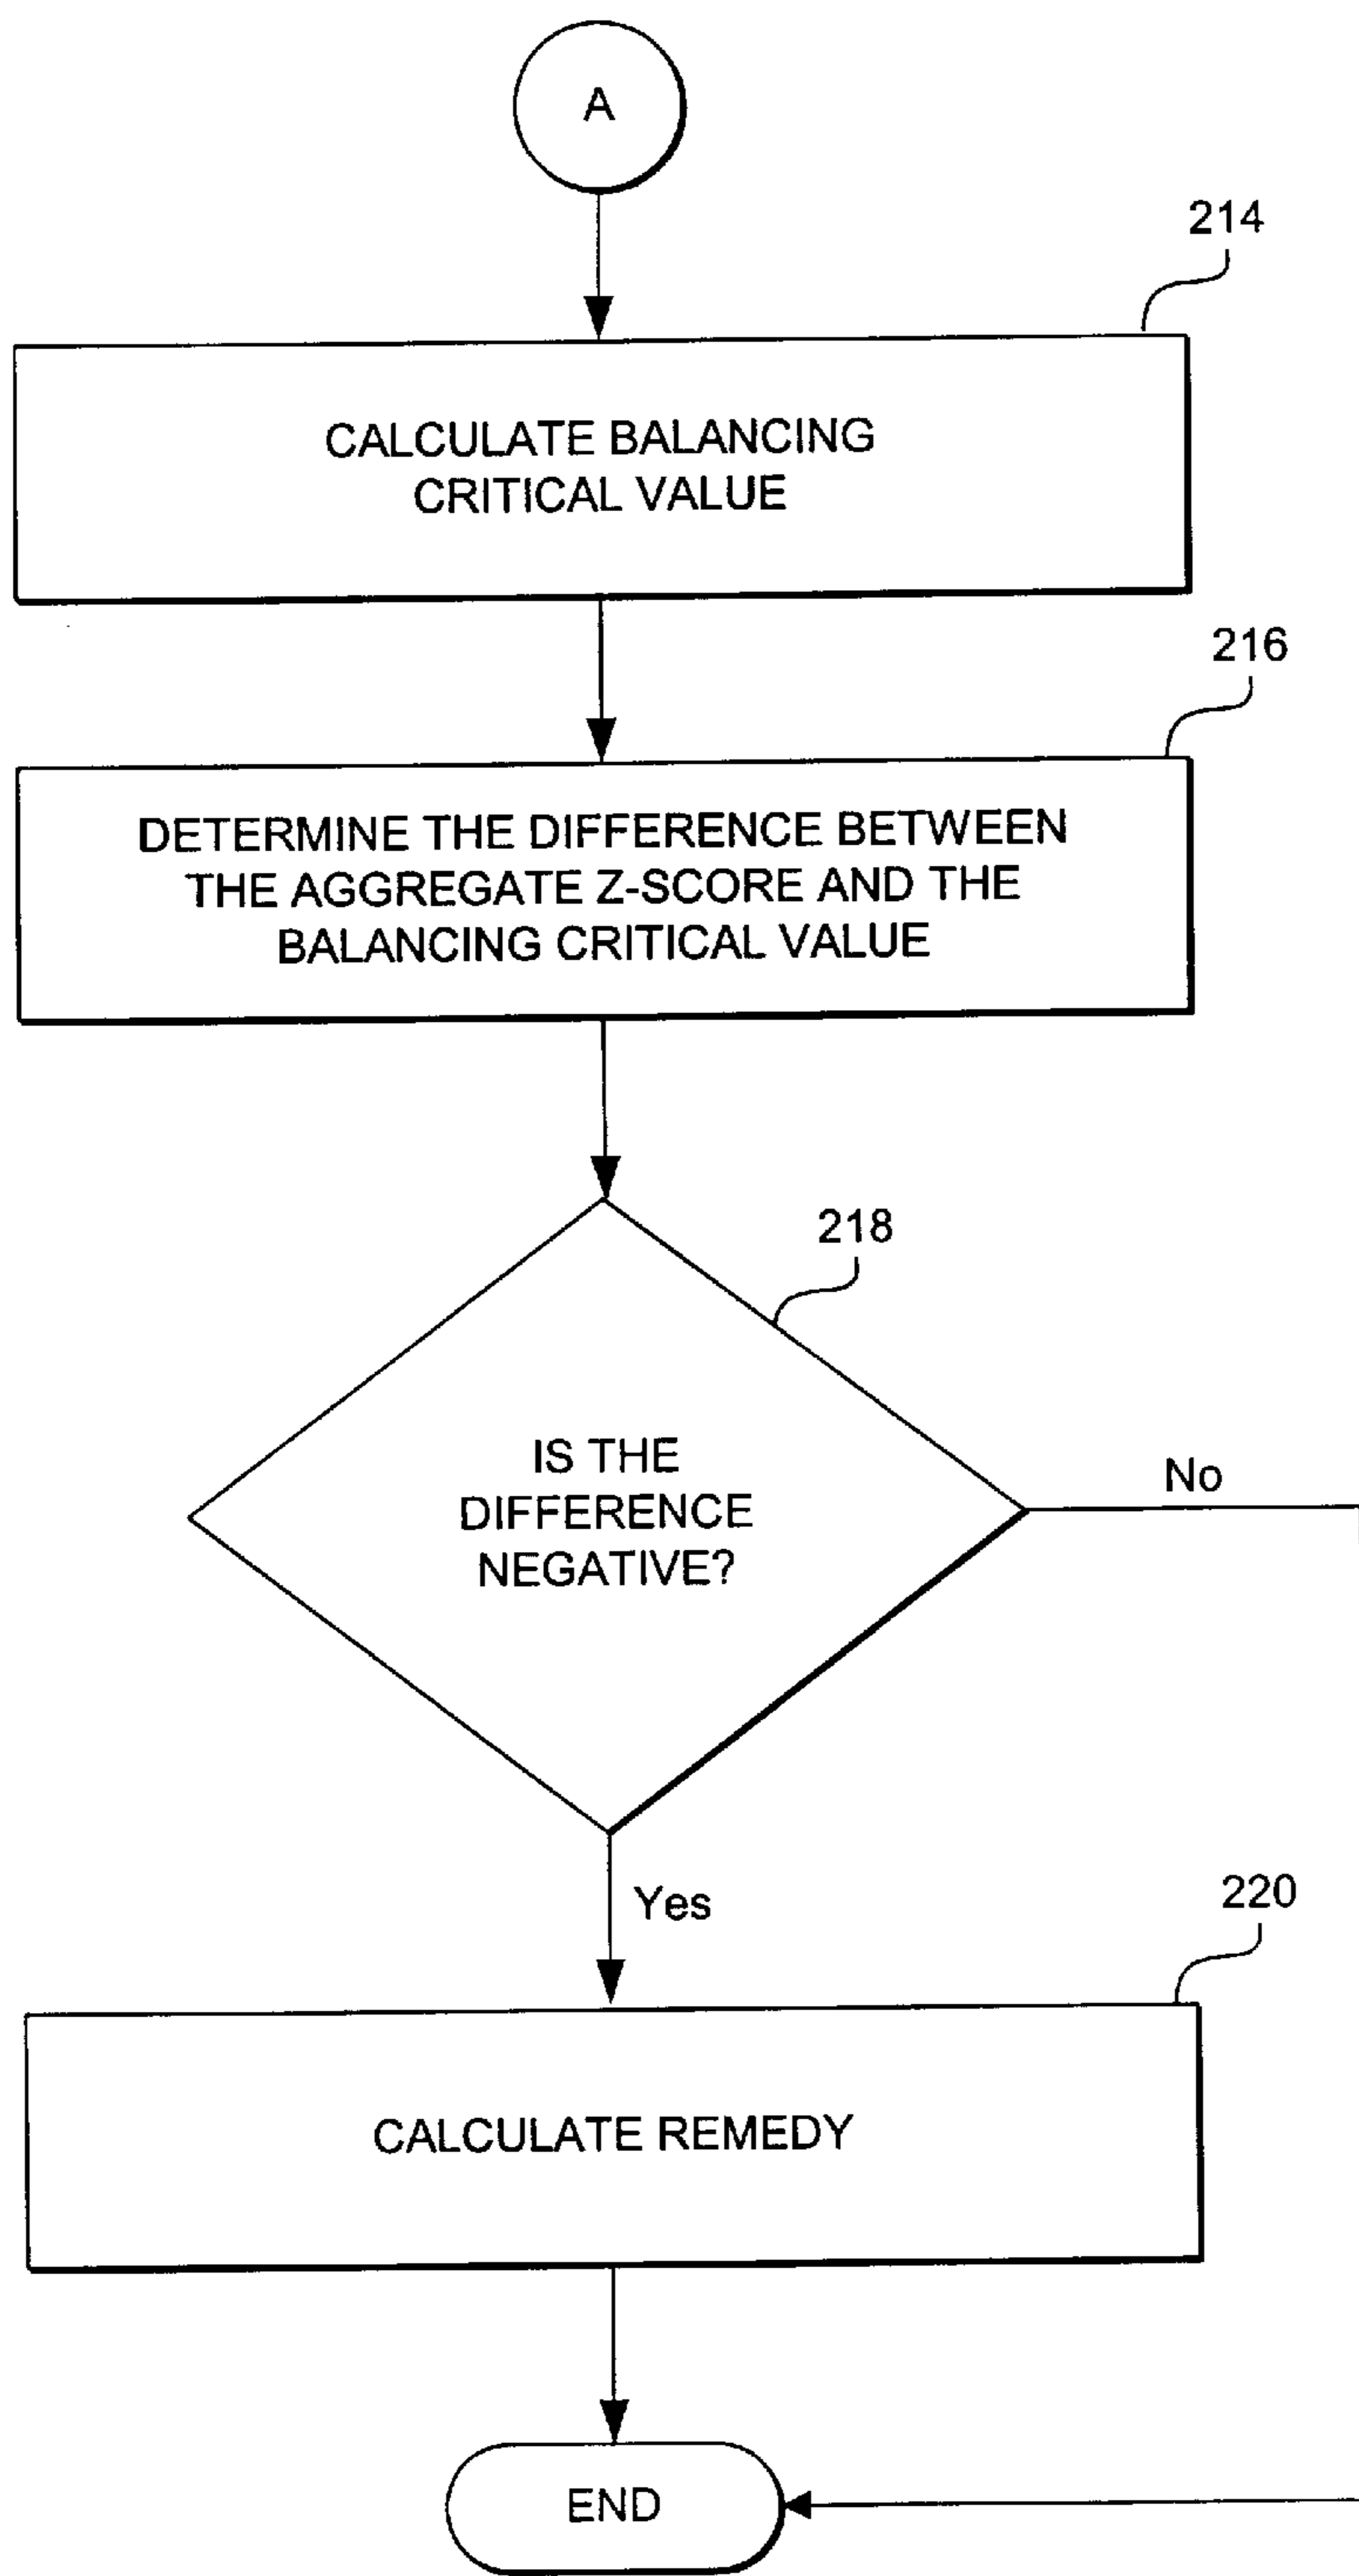 A
214
CALCULATE BALANCING
CRITICAL VALUE
216
DETERMINE THE DIFFERENCE BETWEEN
THE AGGREGATE Z-SCORE AND THE
BALANCING CRITICAL VALUE
218
IS THE
DIFFERENCE
NEGATIVE?
No
Yes
220
CALCULATE REMEDY
END